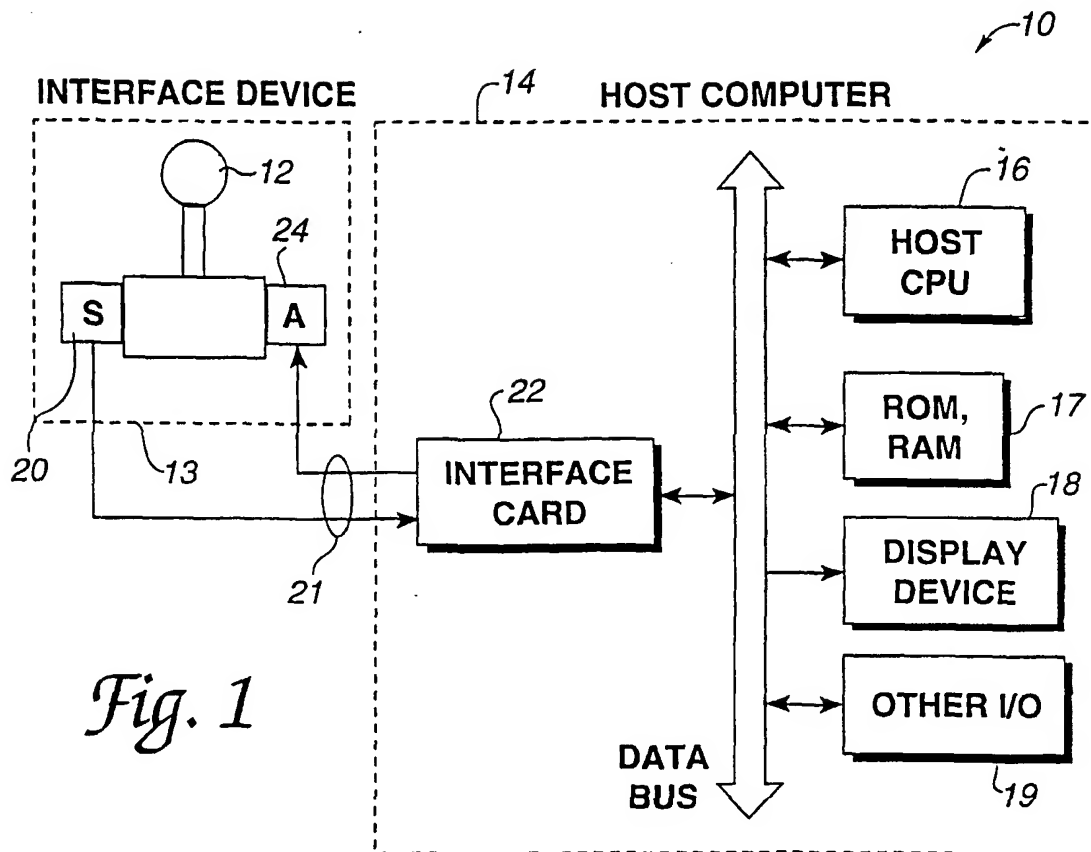 10
INTERFACE DEVICE
14
HOST COMPUTER
12
16
24
HOST
CPU
S
A
22
ROM,
RAM
17
20
13
INTERFACE
CARD
18
DISPLAY
DEVICE
21
Fig. 1
OTHER I/O
DATA
BUS
19